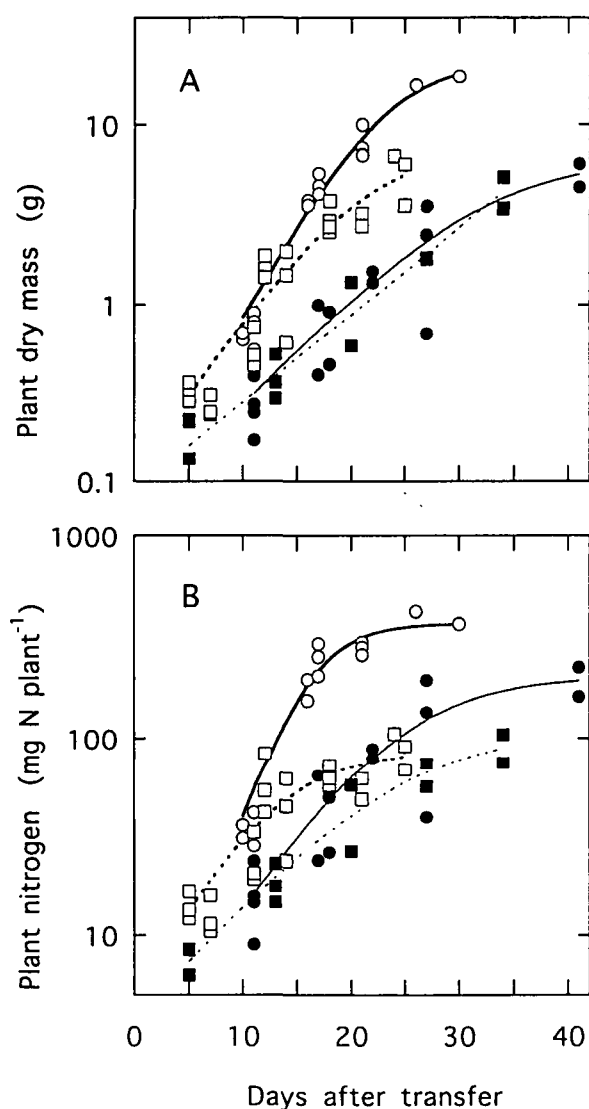 A
10
1
0.1
Plant dry mass (g)
B
1000
100
10
Plant nitrogen (mg N plant⁻¹)
0 10 20 30 40
Days after transfer